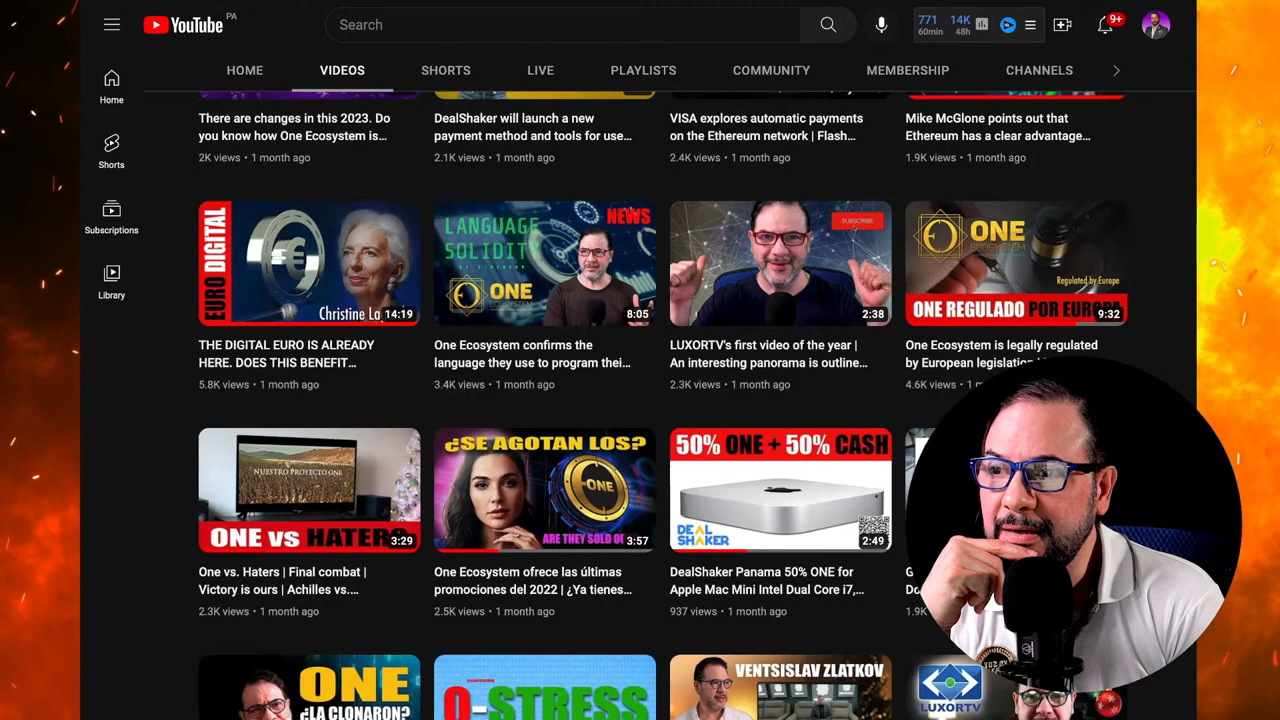 YouTube
PA
Search
771
60min
14K
48h
9+
HOME
VIDEOS
SHORTS
LIVE
PLAYLISTS
COMMUNITY
MEMBERSHIP
CHANNELS
Home
Shorts
Subscriptions
Library
There are changes in this 2023. Do
you know how One Ecosystem is...
2K views • 1 month ago
DealShaker will launch a new
payment method and tools for use...
2.1K views • 1 month ago
VISA explores automatic payments
on the Ethereum network | Flash...
2.4K views • 1 month ago
Mike McGlone points out that
Ethereum has a clear advantage...
1.9K views • 1 month ago
EURO DIGITAL
Christine
14:19
THE DIGITAL EURO IS ALREADY
HERE. DOES THIS BENEFIT...
5.8K views • 1 month ago
LANGUAGE
SOLIDITY
BY ETHEREUM
NEWS
ONE
8:05
One Ecosystem confirms the
language they use to program thei...
3.4K views • 1 month ago
SUBSCRIBE
2:38
LUXORTV's first video of the year |
An interesting panorama is outline...
2.3K views • 1 month ago
ONE
ECOSYSTEM
Regulated by Europe
ONE REGULADO POR EUROPA
9:32
One Ecosystem is legally regulated
by European legislation
4.6K views • 1 month ago
NUESTRO PROYECTO ONE
ONE vs HATERS
3:29
One vs. Haters | Final combat |
Victory is ours | Achilles vs....
2.3K views • 1 month ago
¿SE AGOTAN LOS?
ONE
ARE THEY SOLD
3:57
One Ecosystem ofrece las últimas
promociones del 2022 | ¿Ya tienes...
2.5K views • 1 month ago
50% ONE + 50% CASH
DEAL
SHAKER
2:49
DealShaker Panama 50% ONE for
Apple Mac Mini Intel Dual Core i7,...
937 views • 1 month ago
1.9K
ONE
¿LA CLONARON?
O-STRESS
VENTSISLAV ZLATKOV
LUXORTV